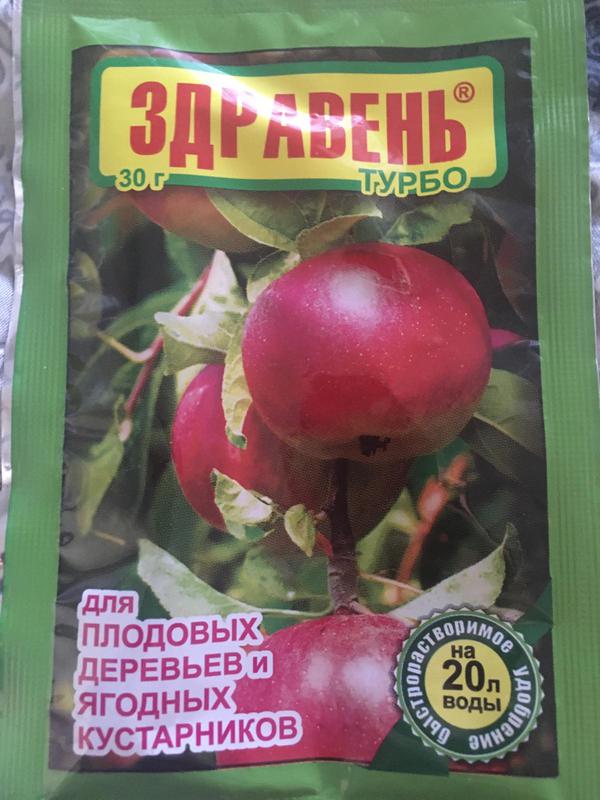 ЗДРАВЕНЬ®
30 г
ТУРБО
для
ПЛОДОВЫХ
ДЕРЕВЬЕВ и
ЯГОДНЫХ
КУСТАРНИКОВ
быстрорастворимое удобрение
на
20л
воды